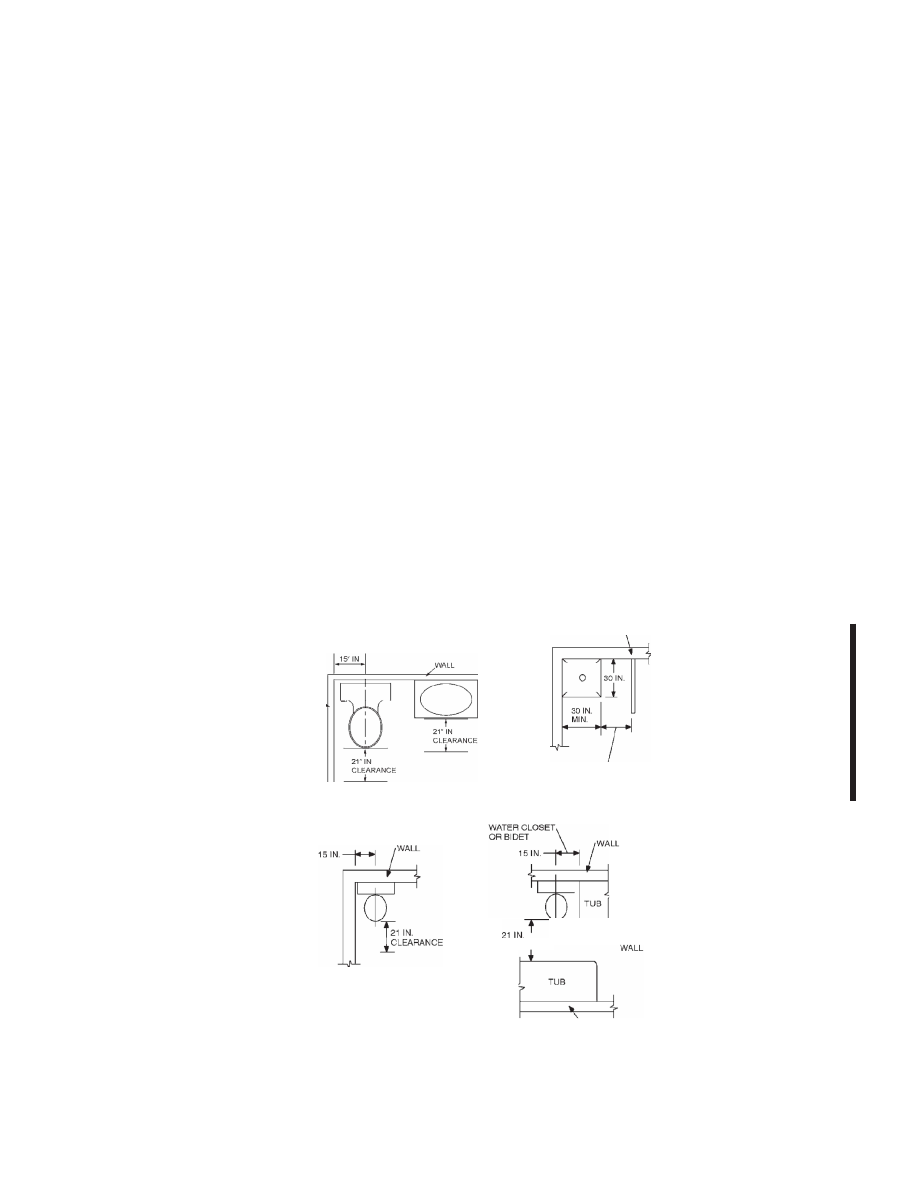 15" IN
WALL
21" IN
CLEARANCE
21" IN
CLEARANCE
30 IN.
30 IN.
MIN.
15 IN.
WALL
21 IN.
CLEARANCE
WATER CLOSET
OR BIDET
15 IN.
WALL
TUB
21 IN.
WALL
TUB